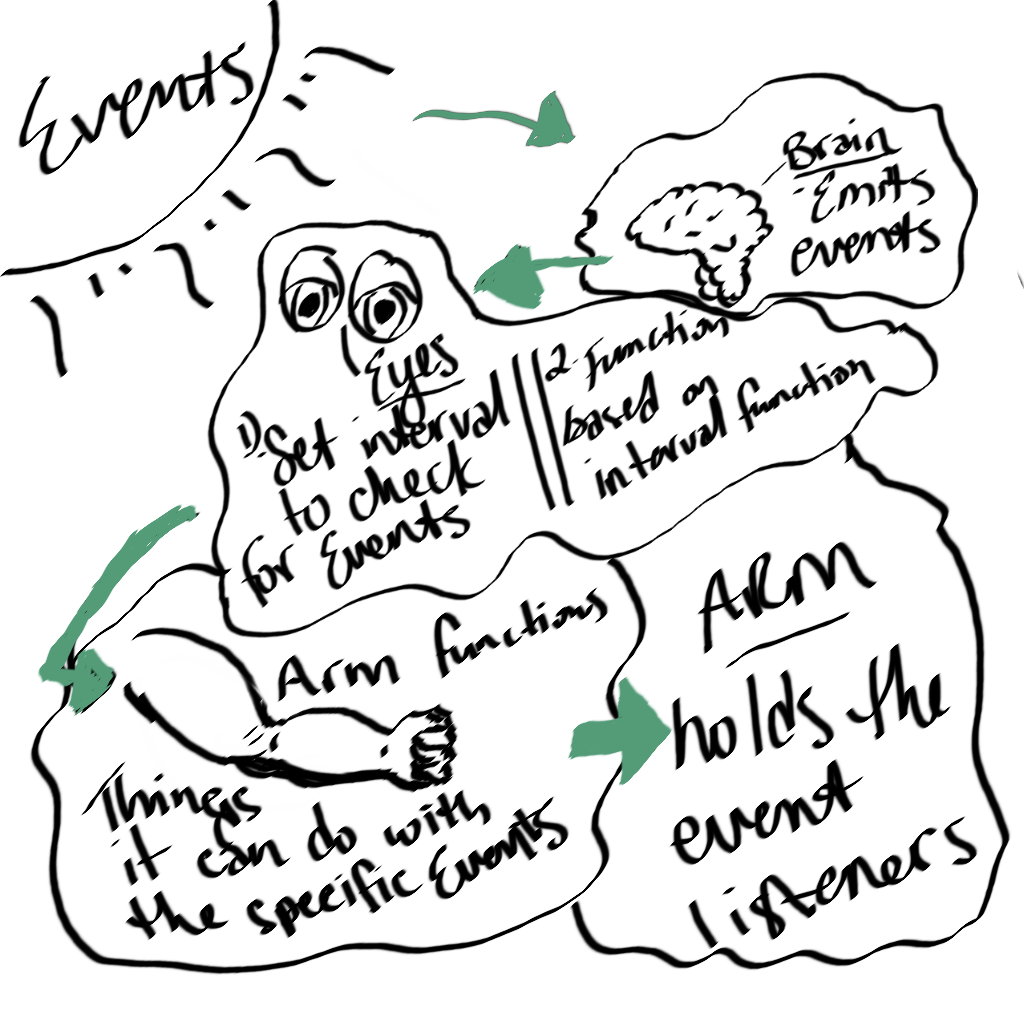 Events
Brain
- Emits
events
Eyes
1). Set interval
to check
for Events
2. function
based on
interval function
Arm functions
Things
it can do with
the specific Events
ARM
holds the
event
listeners